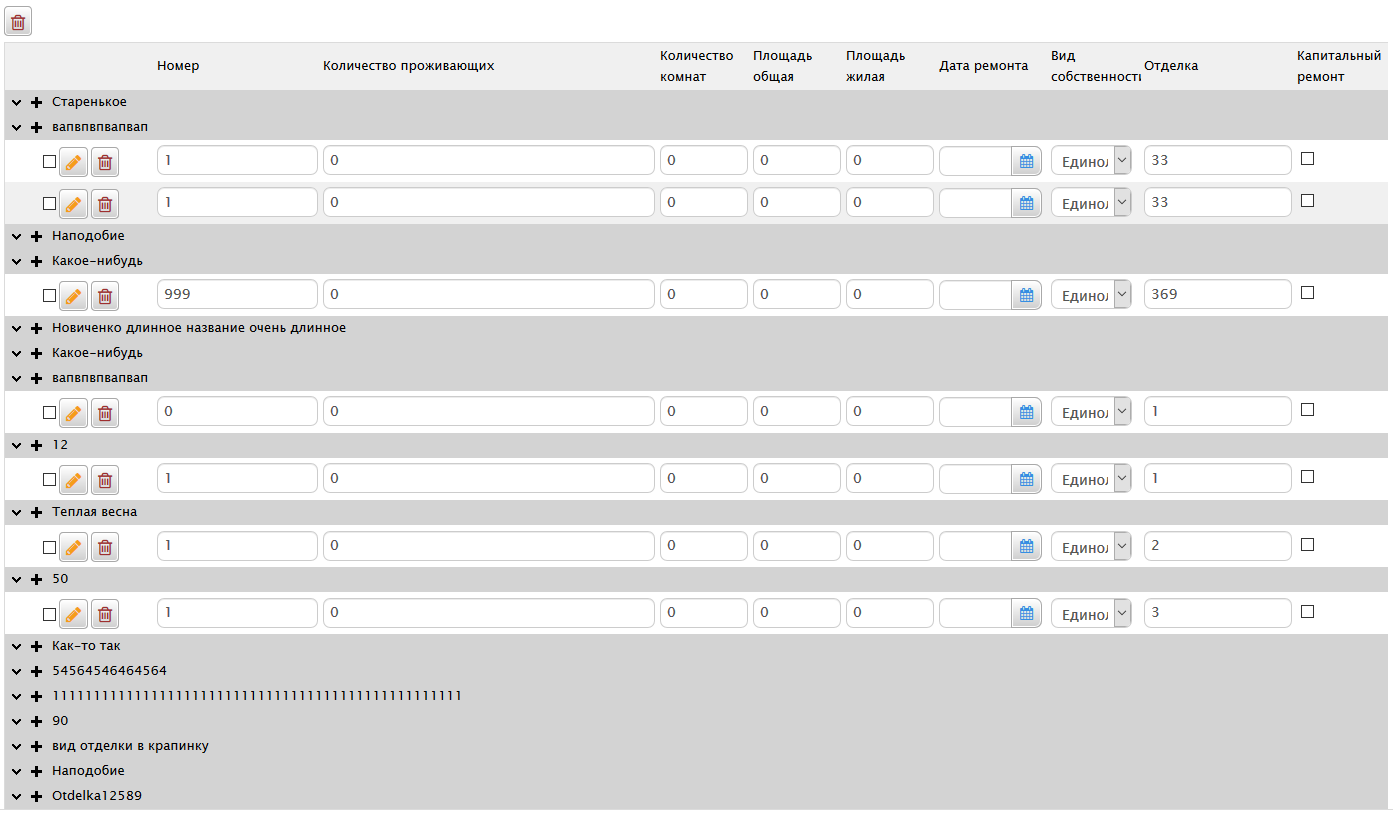 Номер Количество проживающих Количество комнат Площадь общая Площадь жилая Дата ремонта Вид собственности Отделка Капитальный ремонт
Старенькое
вапвпвпвапвап
1 0 0 0 0 Единол 33
1 0 0 0 0 Единол 33
Наподобие
Какое-нибудь
999 0 0 0 0 Единол 369
Новиченко длинное название очень длинное
Какое-нибудь
вапвпвпвапвап
0 0 0 0 0 Единол 1
12
1 0 0 0 0 Единол 1
Теплая весна
1 0 0 0 0 Единол 2
50
1 0 0 0 0 Единол 3
Как-то так
54564546464564
11111111111111111111111111111111111111111111111111
90
вид отделки в крапинку
Наподобие
Otdelka12589